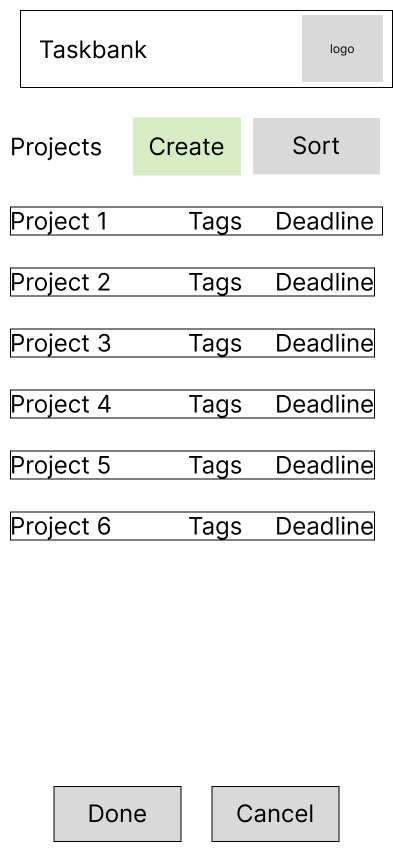 Taskbank logo
Projects Create Sort
Project 1 Tags Deadline
Project 2 Tags Deadline
Project 3 Tags Deadline
Project 4 Tags Deadline
Project 5 Tags Deadline
Project 6 Tags Deadline
Done Cancel